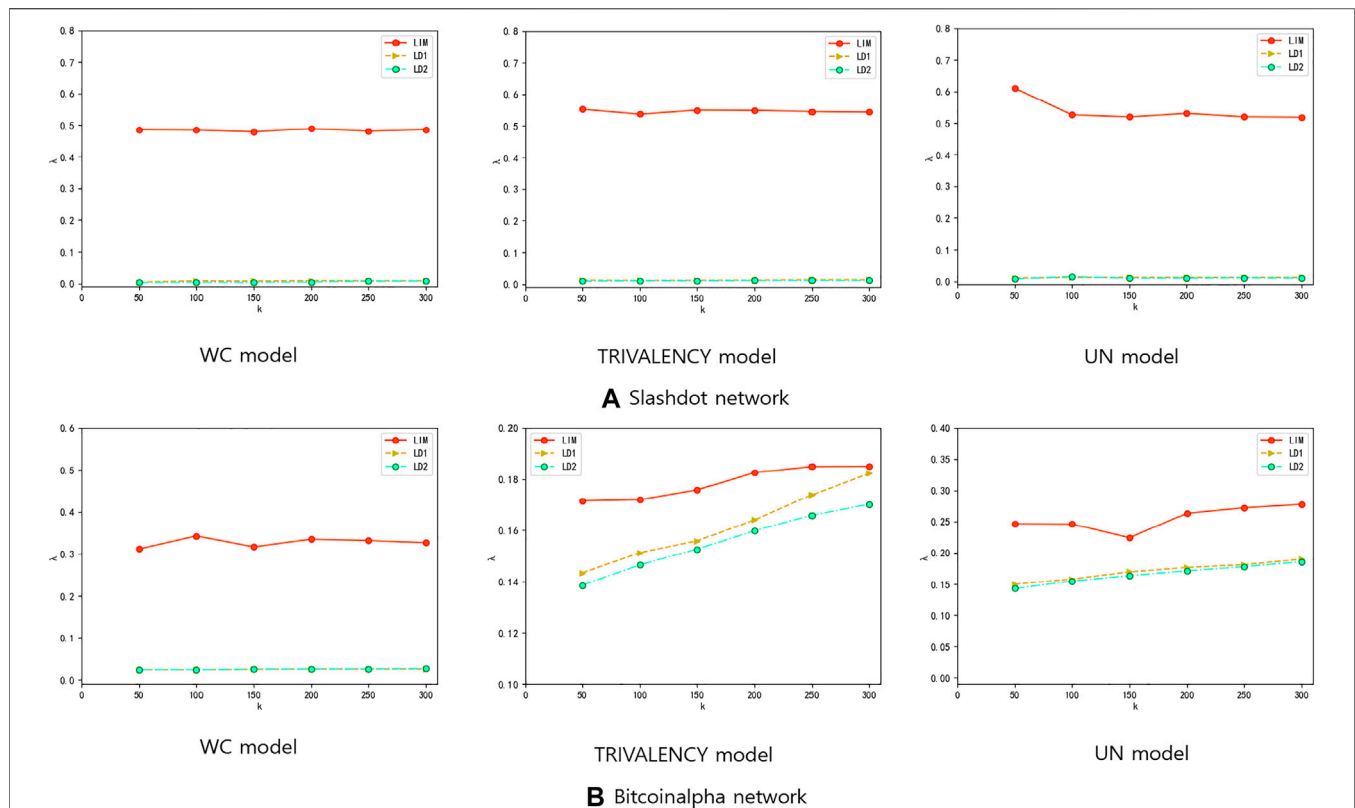 0.8
0.7
0.6
0.5
0.4
0.3
0.2
0.1
0.0
λ
0
50
100
150
200
250
300
k
LIM
LD1
LD2
WC model
0.8
0.7
0.6
0.5
0.4
0.3
0.2
0.1
0.0
λ
0
50
100
150
200
250
300
k
LIM
LD1
LD2
TRIVALENCY model
0.8
0.7
0.6
0.5
0.4
0.3
0.2
0.1
0.0
λ
0
50
100
150
200
250
300
k
LIM
LD1
LD2
UN model
A Slashdot network
0.6
0.5
0.4
0.3
0.2
0.1
0.0
λ
0
50
100
150
200
250
300
k
LIM
LD1
LD2
WC model
0.20
0.18
0.16
0.14
0.12
0.10
λ
0
50
100
150
200
250
300
k
LIM
LD1
LD2
TRIVALENCY model
0.40
0.35
0.30
0.25
0.20
0.15
0.10
0.05
0.00
λ
0
50
100
150
200
250
300
k
LIM
LD1
LD2
UN model
B Bitcoinalpha network